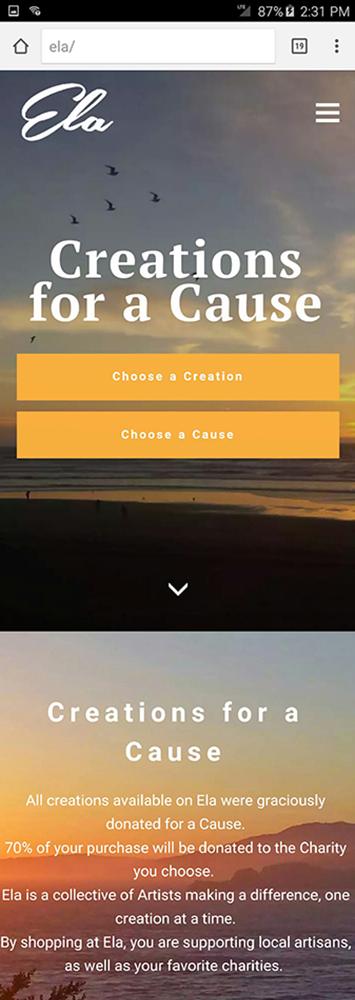 87% 2:31 PM
ela/
19
Ela
Creations
for a Cause
Choose a Creation
Choose a Cause
Creations for a
Cause
All creations available on Ela were graciously
donated for a Cause.
70% of your purchase will be donated to the Charity
you choose.
Ela is a collective of Artists making a difference, one
creation at a time.
By shopping at Ela, you are supporting local artisans,
as well as your favorite charities.